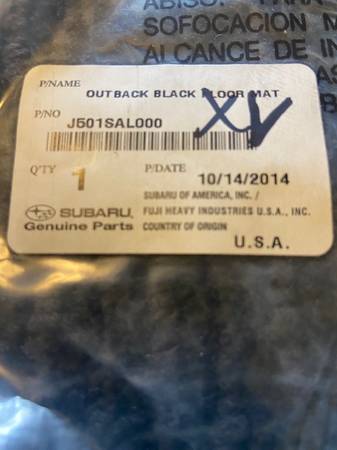 SOFOCACION
ALCANCE DE
P/NAME
OUTBACK BLACK FLOOR MAT
P/NO
J501SAL000
XV
Q'TY
1
P/DATE
10/14/2014
SUBARU OF AMERICA, INC. /
SUBARU. FUJI HEAVY INDUSTRIES U.S.A., INC.
Genuine Parts COUNTRY OF ORIGIN
U.S.A.